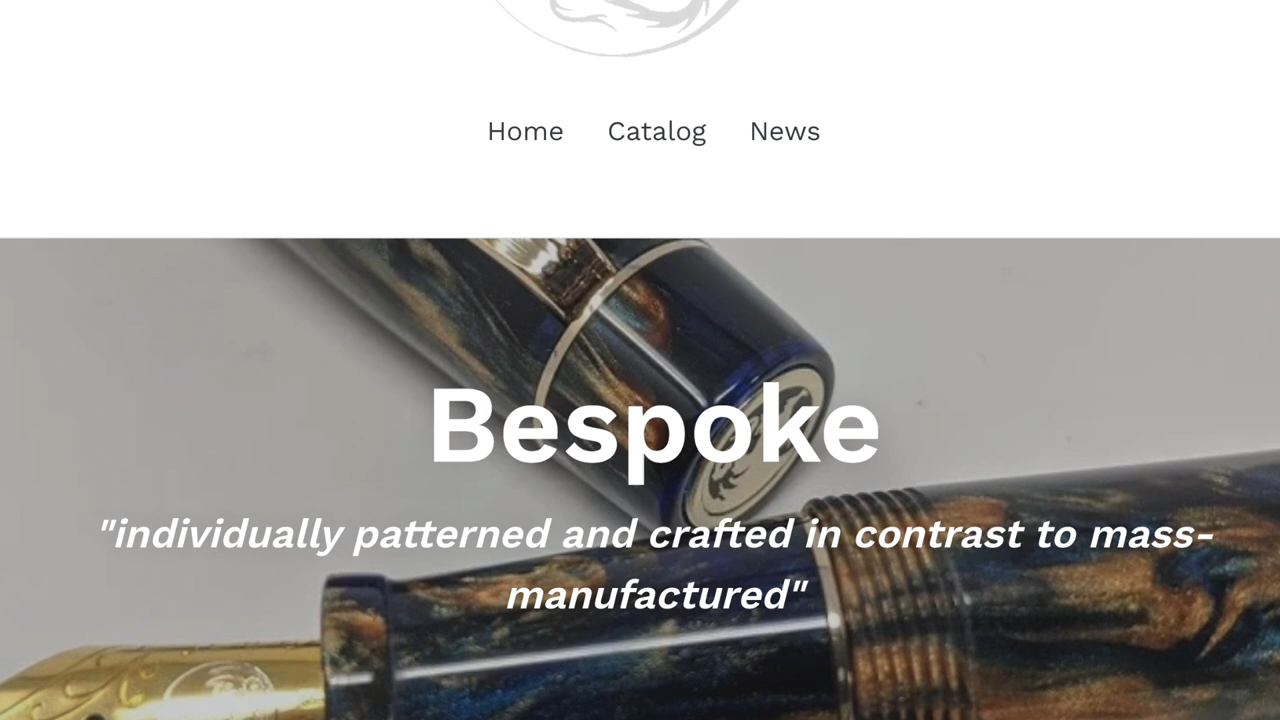 Home Catalog News
Bespoke
"individually patterned and crafted in contrast to mass-
manufactured"